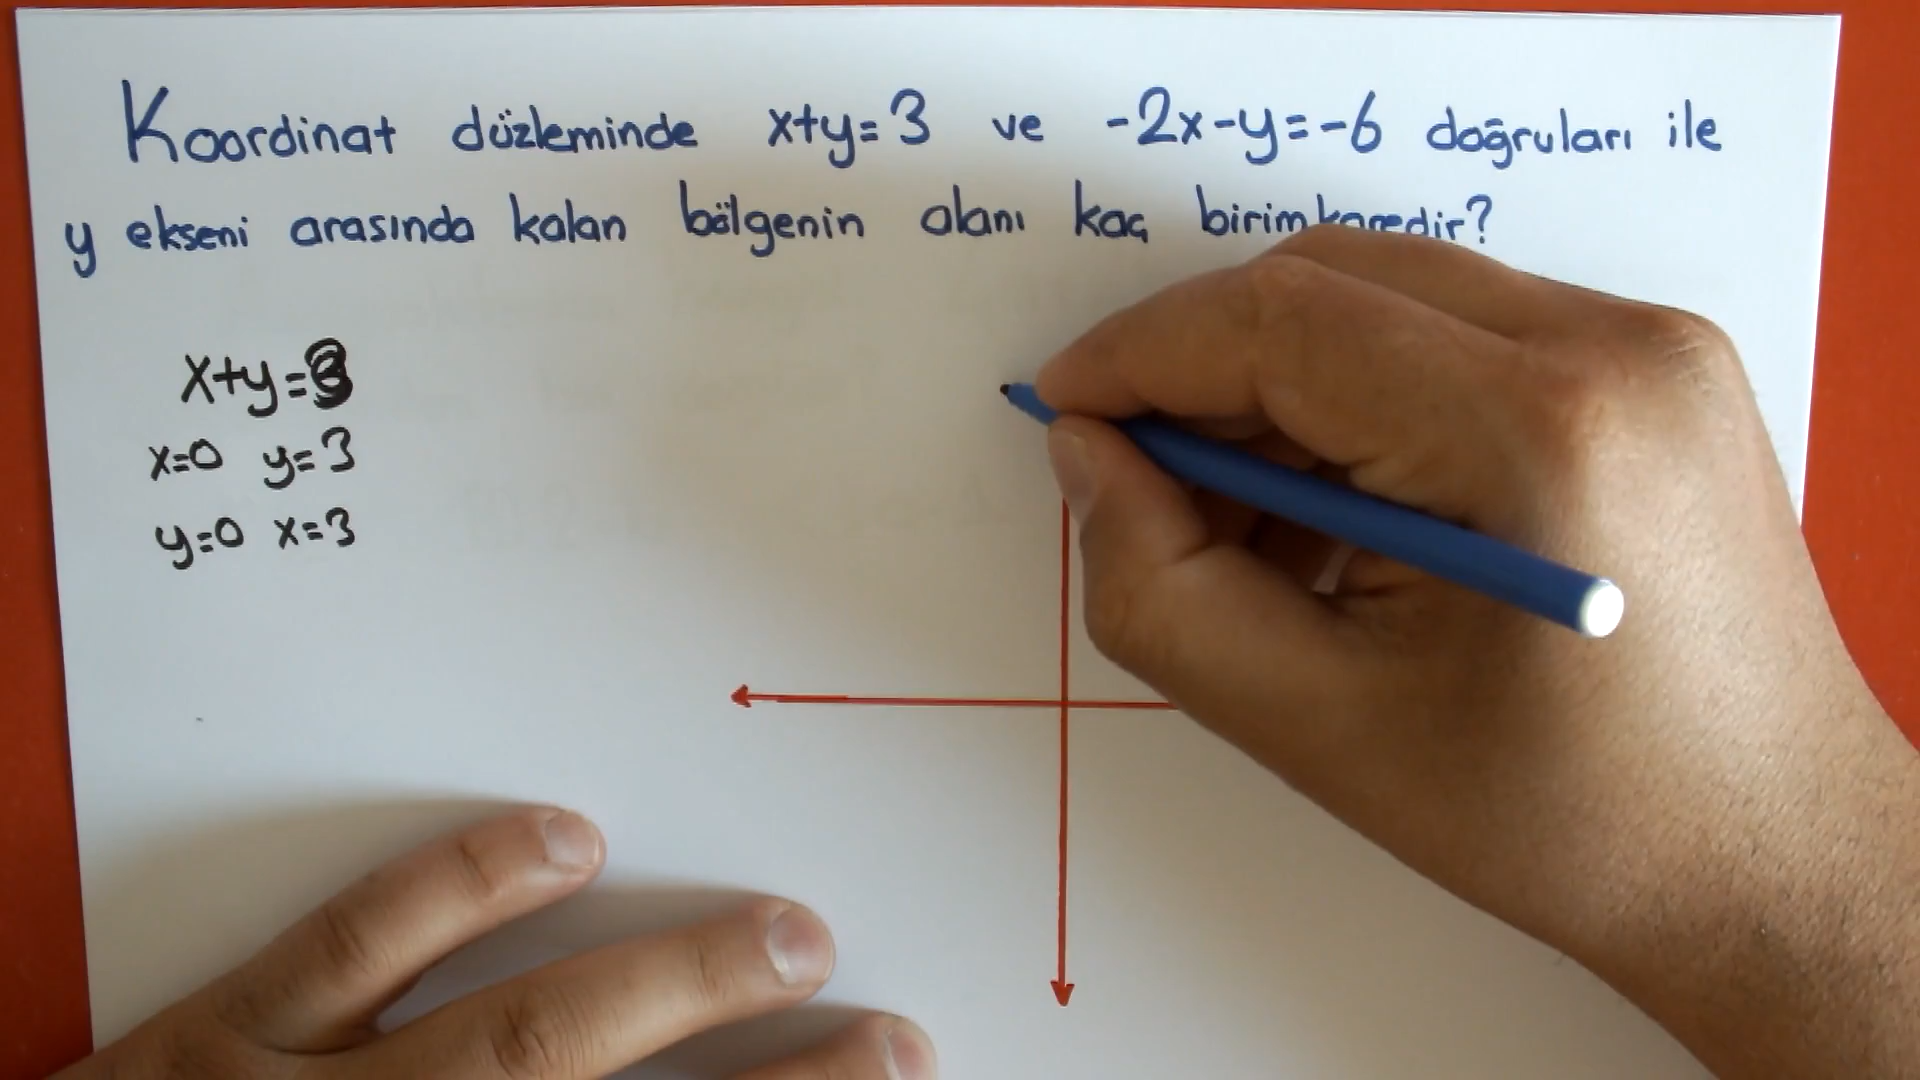 Koordinat düzleminde x+y=3 ve -2x-y=-6 doğruları ile
y ekseni arasında kalan bölgenin alanı kaç birimkaredir?
x+y=3
x=0 y=3
y=0 x=3